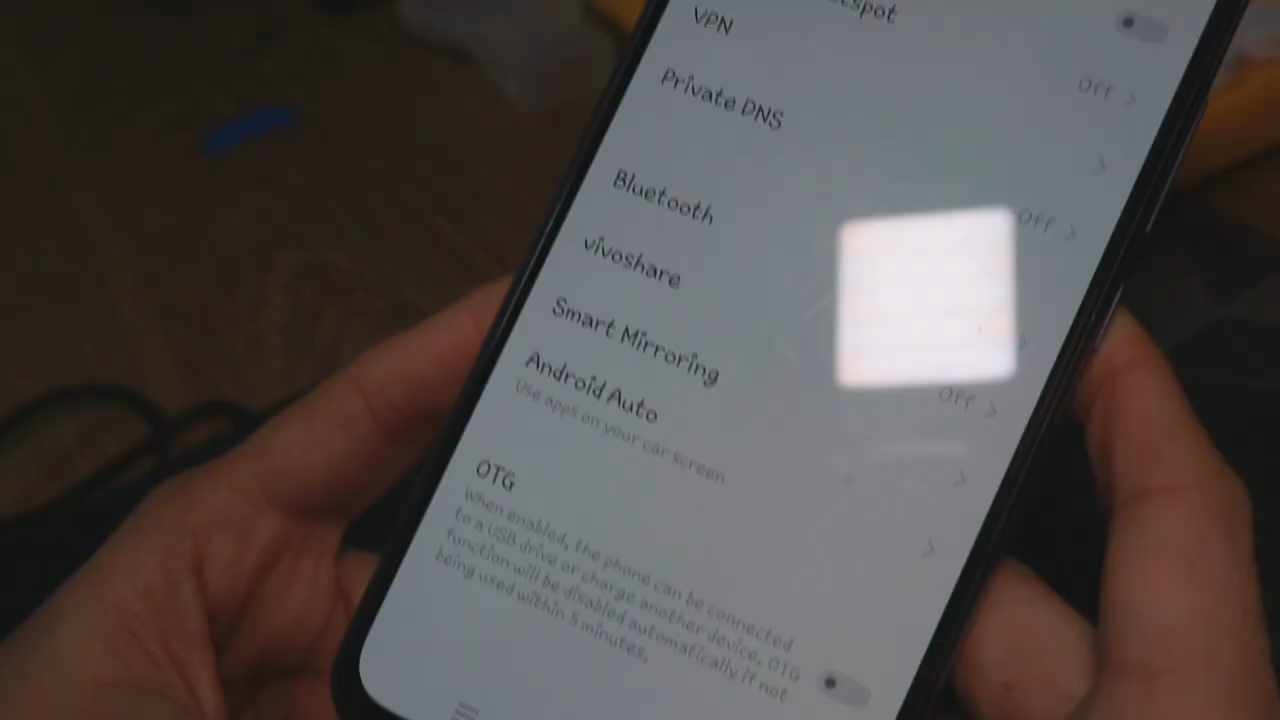 VPN
Off
Private DNS
Bluetooth
Off
vivoshare
Smart Mirroring
Off
Android Auto
Use apps on your car screen
OTG
When enabled, the phone can be connected
to a USB drive or charge another device. OTG
function will be disabled automatically if not
being used within 5 minutes.